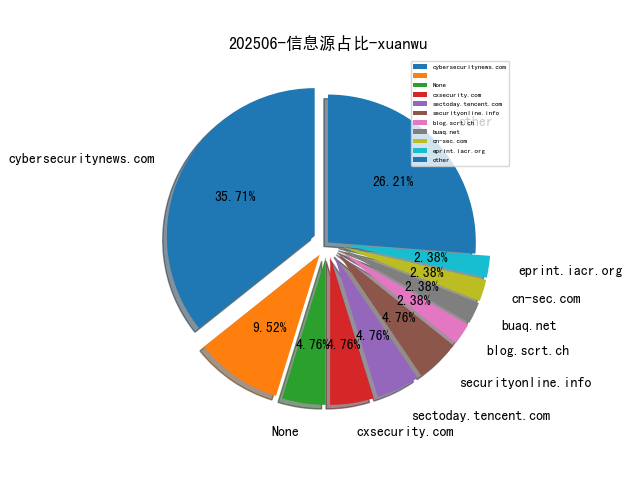 202506-信息源占比-xuanwu
cybersecuritynews.com
None
cxsecurity.com
sectoday.tencent.com
securityonline.info
blog.scrt.ch
buaq.net
cn-sec.com
eprint.iacr.org
other
other
cybersecuritynews.com
35.71%
26.21%
9.52%
4.76%
4.76%
4.76%
4.76%
2.38%
2.38%
2.38%
2.38%
eprint.iacr.org
cn-sec.com
buaq.net
blog.scrt.ch
securityonline.info
sectoday.tencent.com
None
cxsecurity.com